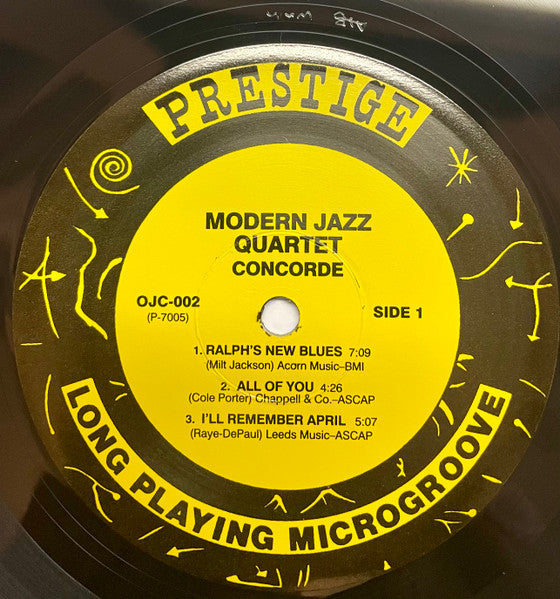 PRESTIGE
MODERN JAZZ
QUARTET
CONCORDE
OJC-002
(P-7005)
SIDE 1
1. RALPH'S NEW BLUES 7:09
(Milt Jackson) Acorn Music–BMI
2. ALL OF YOU 4:26
(Cole Porter) Chappell & Co.–ASCAP
3. I'LL REMEMBER APRIL 5:07
(Raye-DePaul) Leeds Music–ASCAP
LONG PLAYING MICROGROOVE